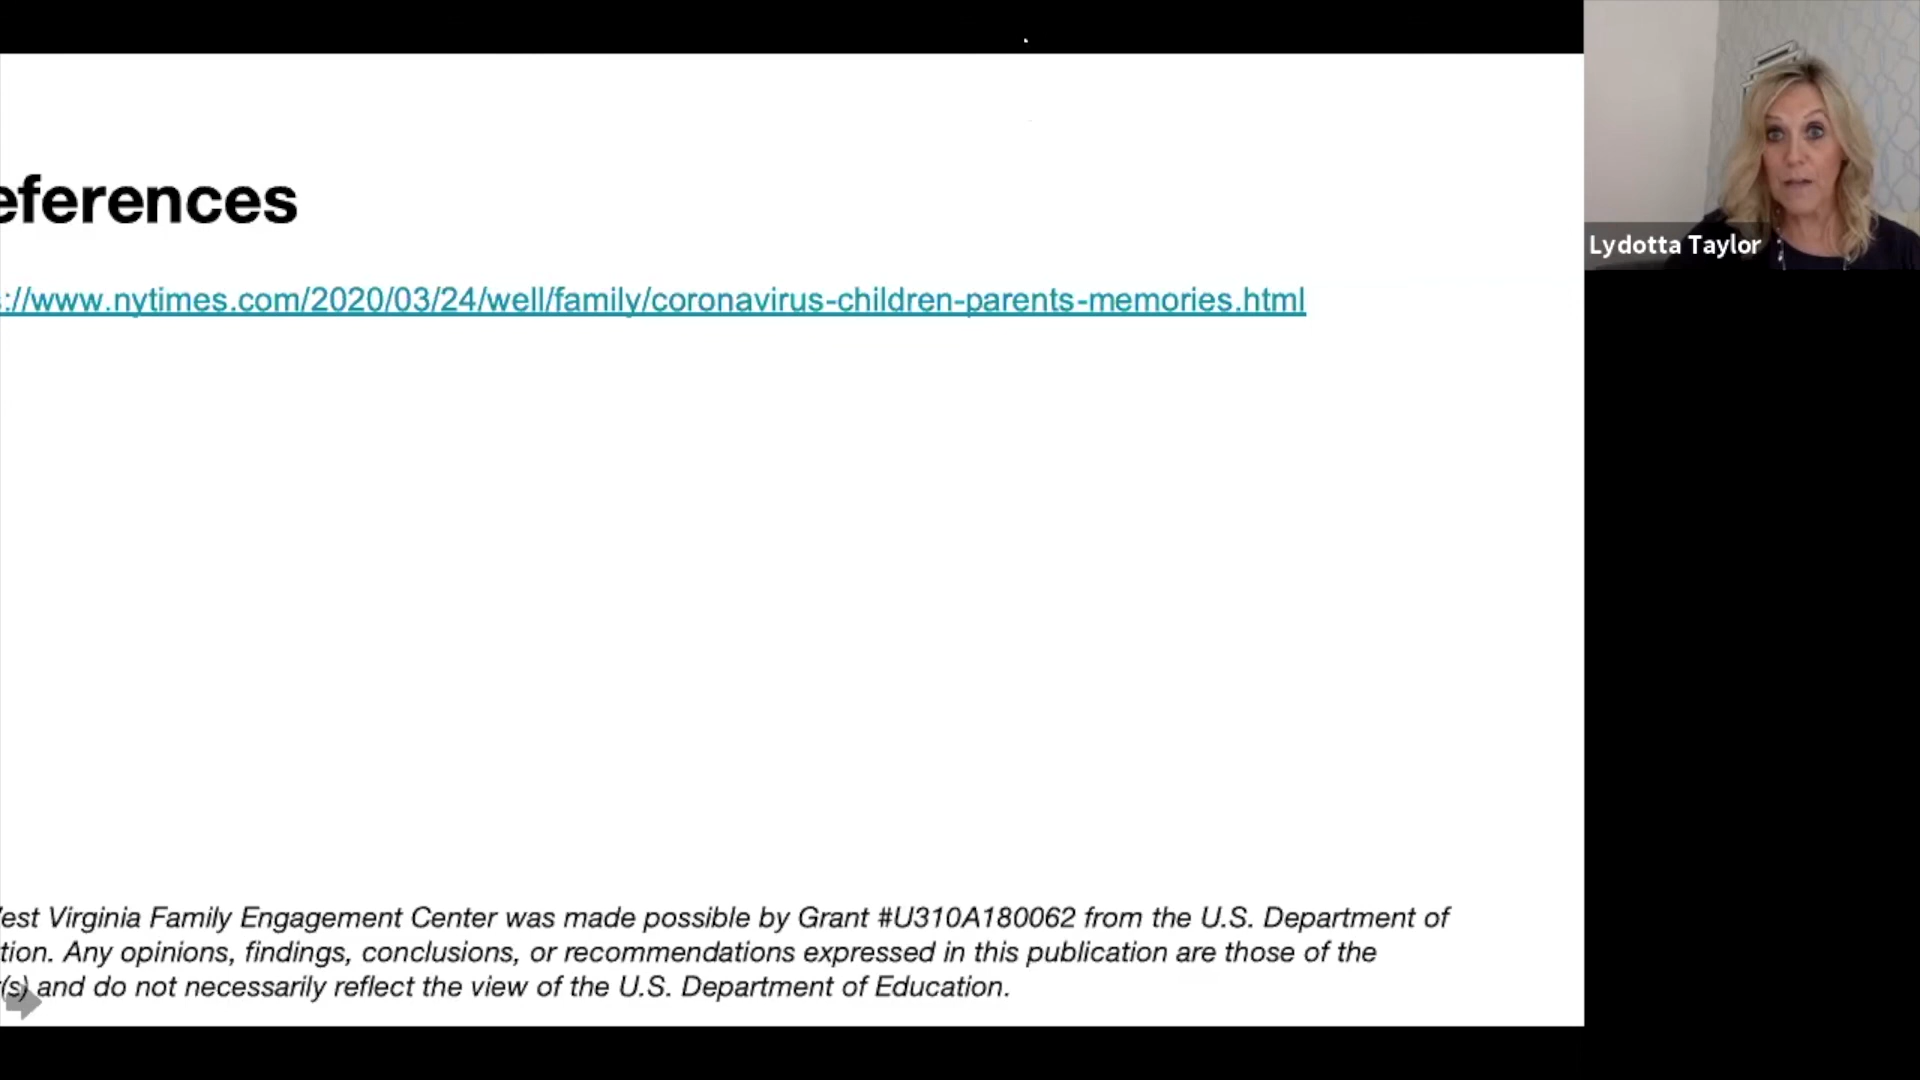 eferences
://www.nytimes.com/2020/03/24/well/family/coronavirus-children-parents-memories.html
Lydotta Taylor
est Virginia Family Engagement Center was made possible by Grant #U310A180062 from the U.S. Department of
tion. Any opinions, findings, conclusions, or recommendations expressed in this publication are those of the
(s) and do not necessarily reflect the view of the U.S. Department of Education.